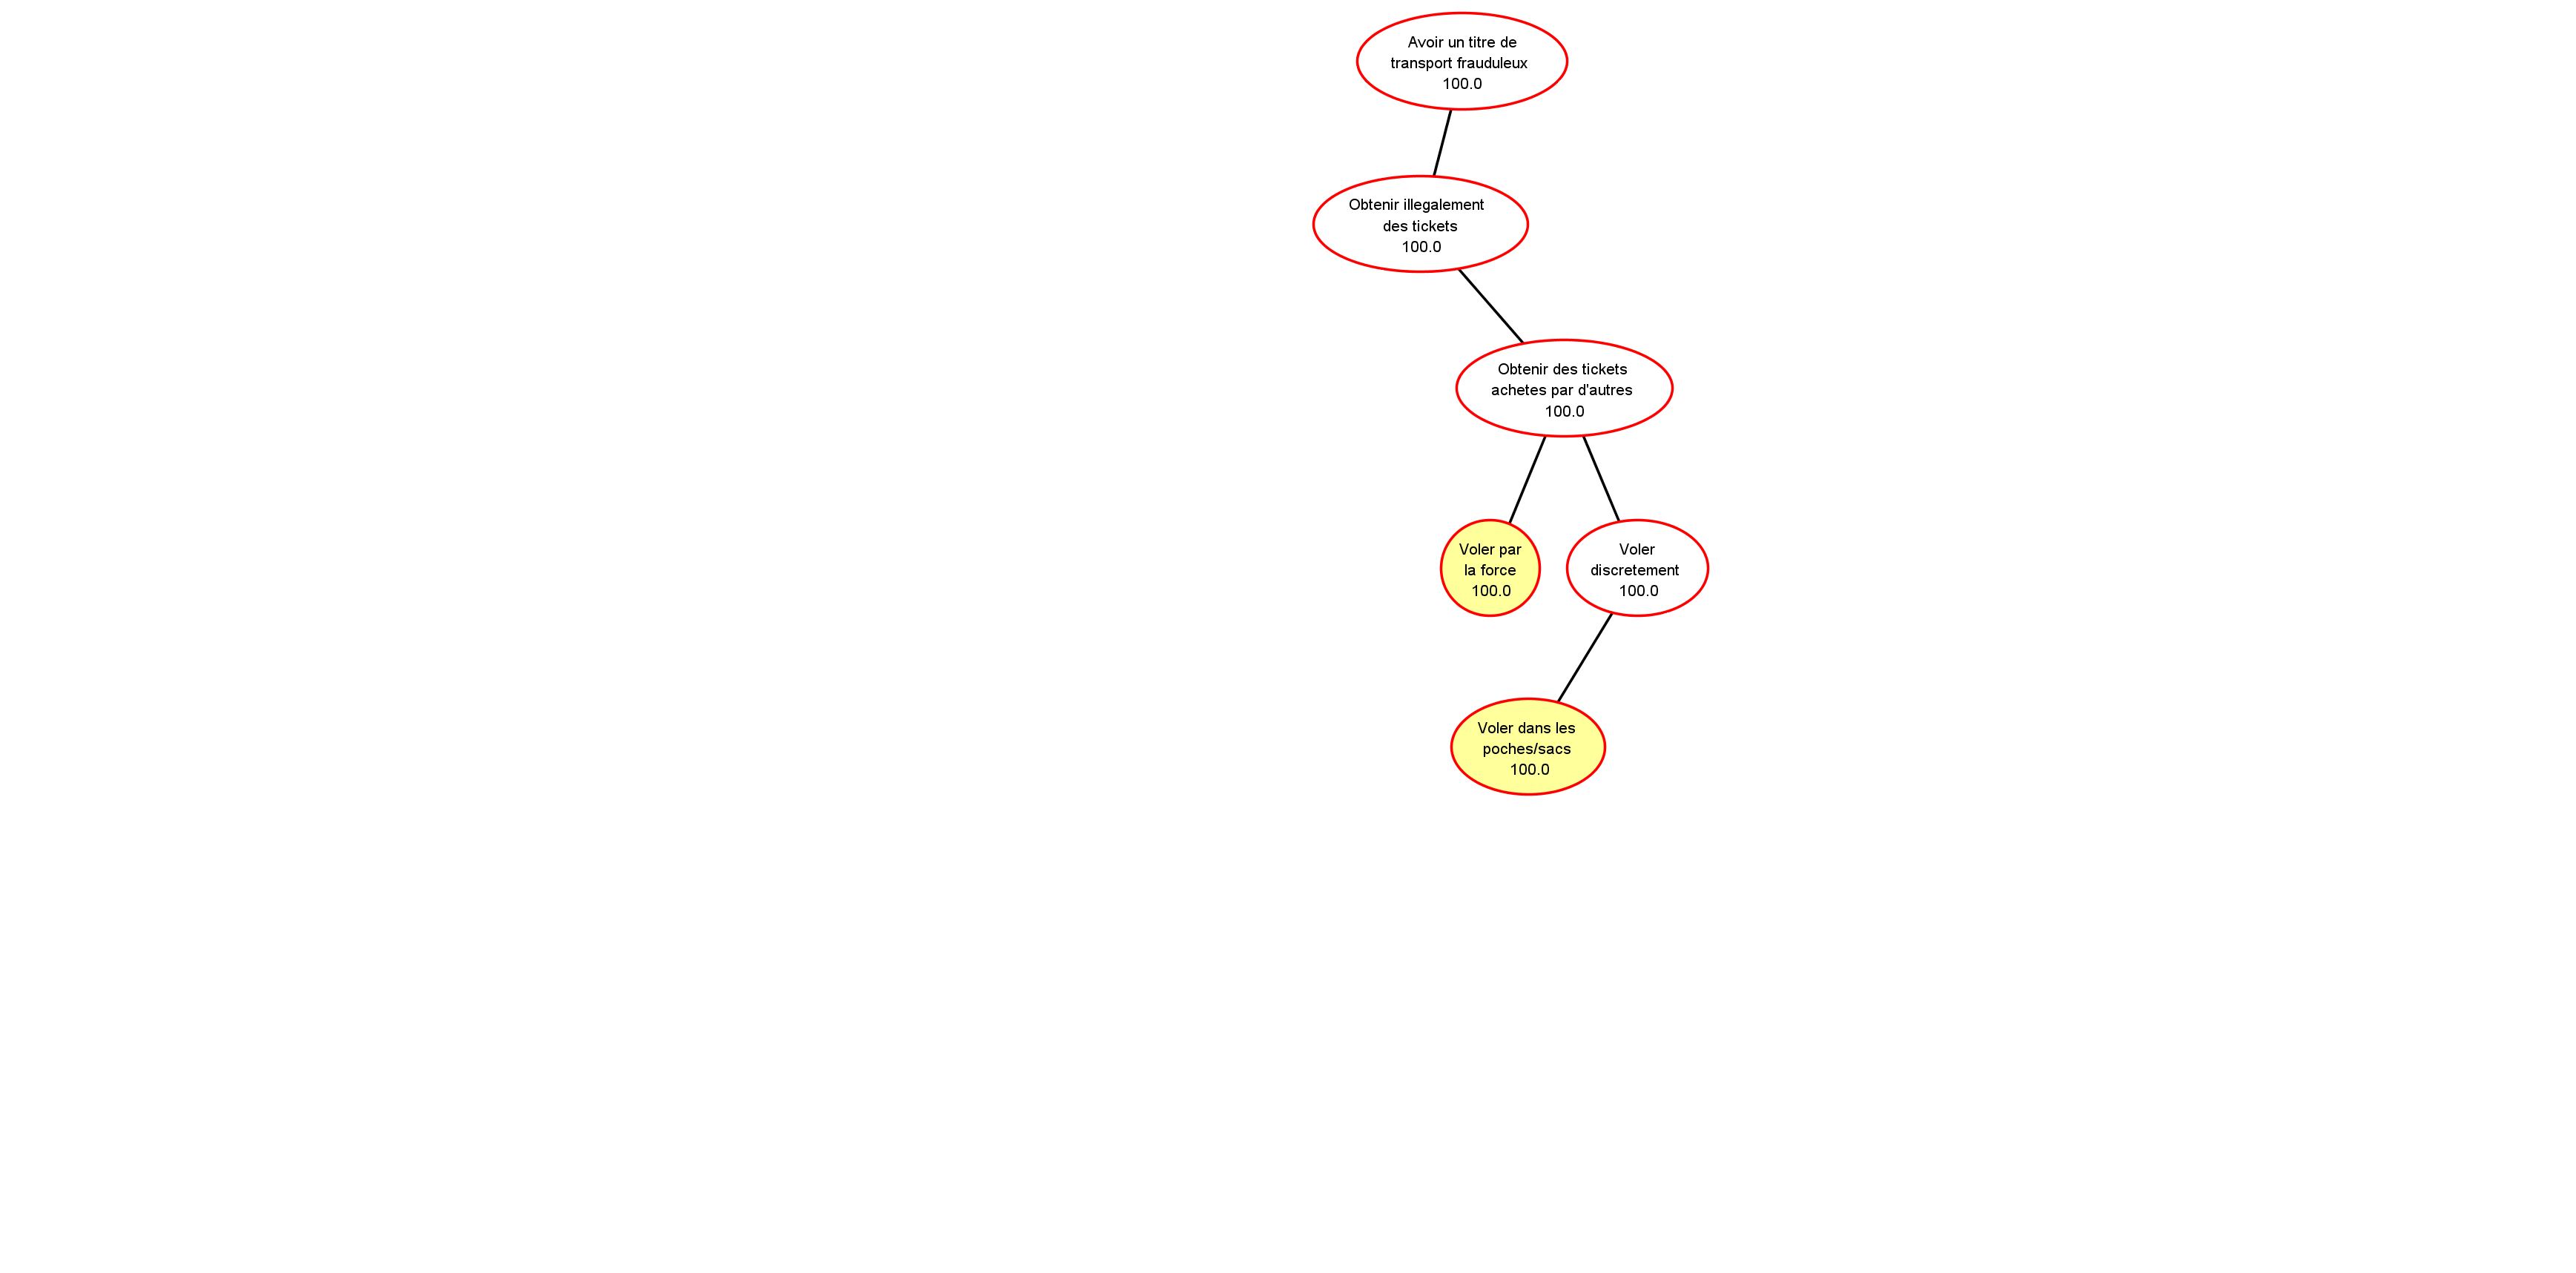 Avoir un titre de
transport frauduleux
100.0
Obtenir illegalement
des tickets
100.0
Obtenir des tickets
achetes par d'autres
100.0
Voler par
la force
100.0
Voler
discretement
100.0
Voler dans les
poches/sacs
100.0